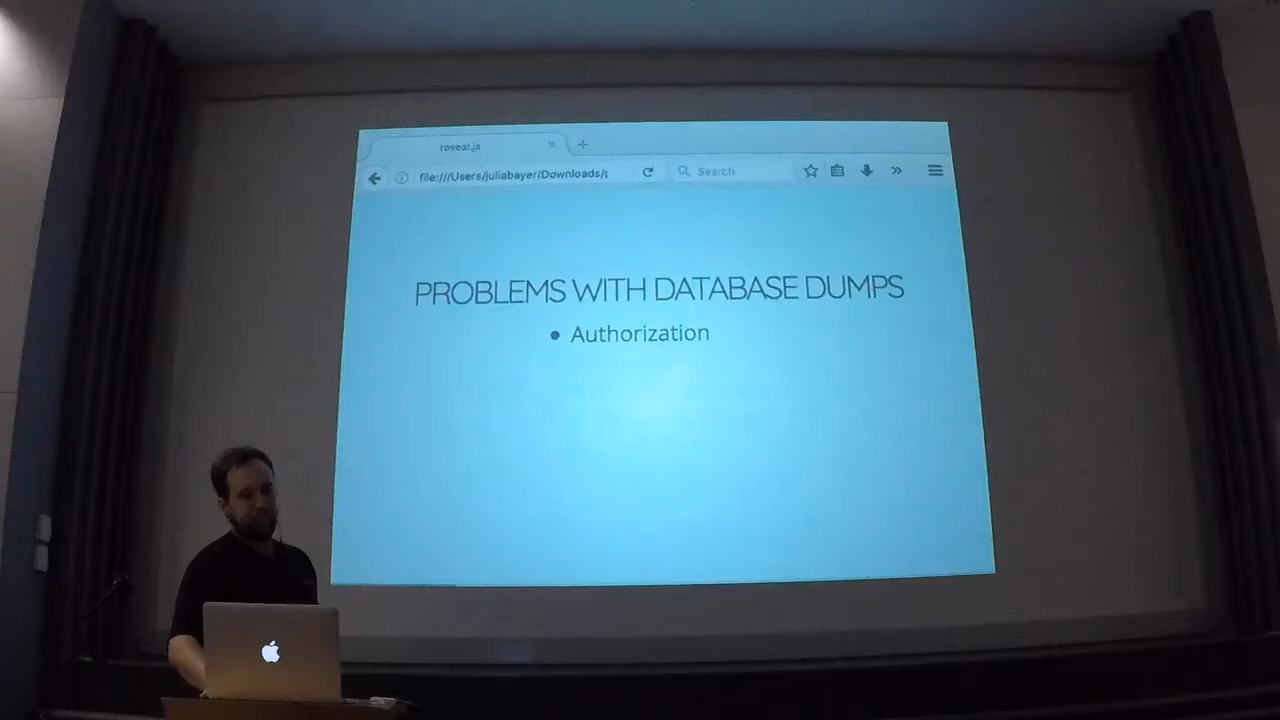 reveal.js
file:///Users/juliabayer/Downloads/
Search
PROBLEMS WITH DATABASE DUMPS
• Authorization